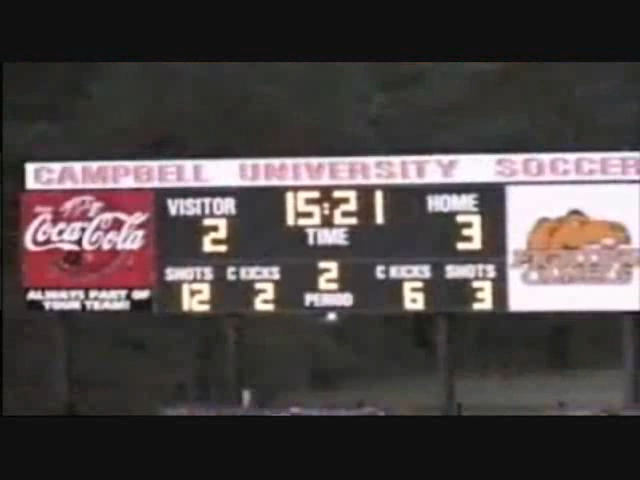 CAMPBELL UNIVERSITY SOCCER
Coca-Cola
ALWAYS PART OF
YOUR TEAM!
VISITOR 15:21 HOME
2 TIME 3
SHOTS C KICKS 2 C KICKS SHOTS
12 2 PERIOD 6 3